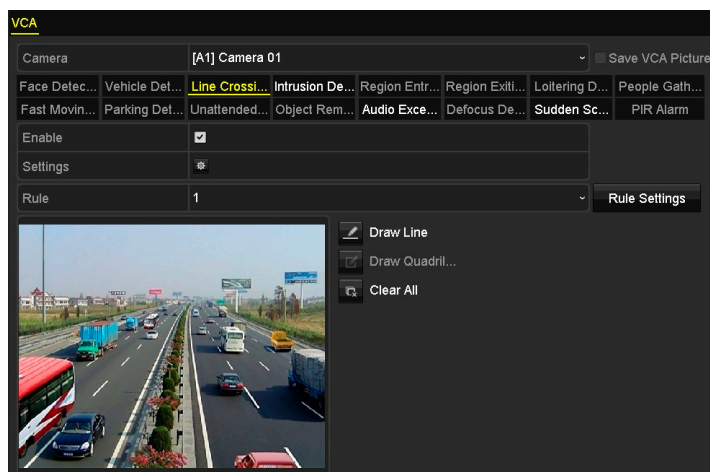 VCA
Camera [A1] Camera 01 Save VCA Picture
Face Detec... Vehicle Det... Line Crossi... Intrusion De... Region Entr... Region Exiti... Loitering D... People Gath...
Fast Movin... Parking Det... Unattended... Object Rem... Audio Exce... Defocus De... Sudden Sc... PIR Alarm
Enable
Settings
Rule 1 Rule Settings
Draw Line
Draw Quadril...
Clear All